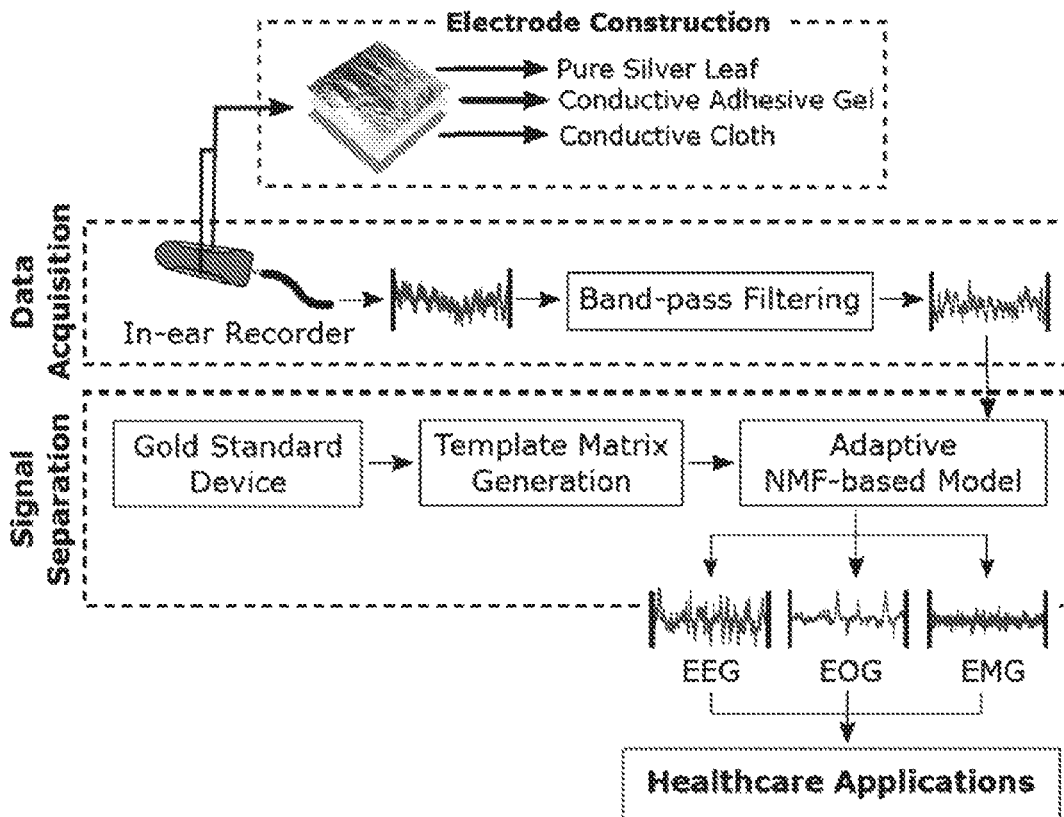 Electrode Construction
Pure Silver Leaf
Conductive Adhesive Gel
Conductive Cloth
Data
Acquisition
In-ear Recorder
Band-pass Filtering
Signal
Separation
Gold Standard
Device
Template Matrix
Generation
Adaptive
NMF-based Model
EEG
EOG
EMG
Healthcare Applications